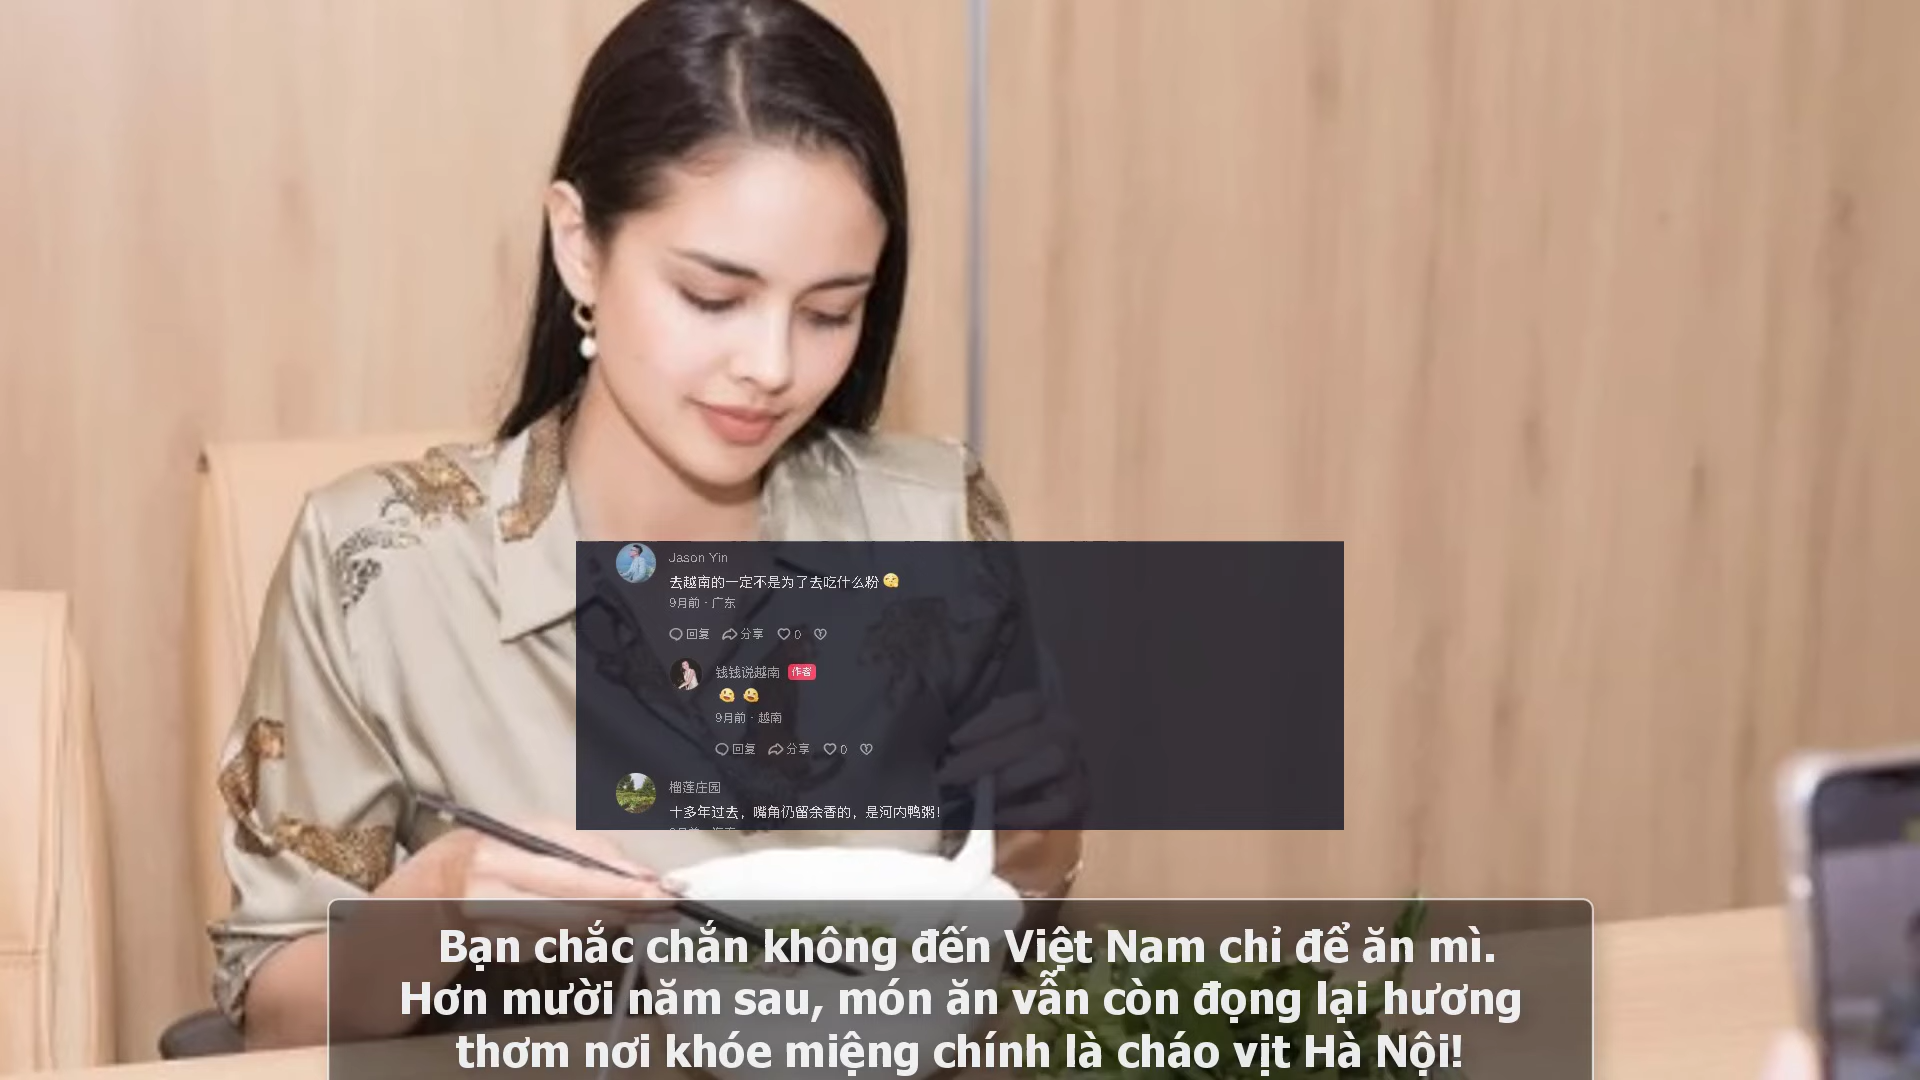 Jason Yin
去越南的一定不是为了去吃什么粉
9月前 · 广东
回复 分享 0
钱钱说越南 作者
9月前 · 越南
回复 分享 0
榴莲庄园
十多年过去，嘴角仍留余香的，是河内鸭粥！
Bạn chắc chắn không đến Việt Nam chỉ để ăn mì.
Hơn mười năm sau, món ăn vẫn còn đọng lại hương
thơm nơi khóe miệng chính là cháo vịt Hà Nội!